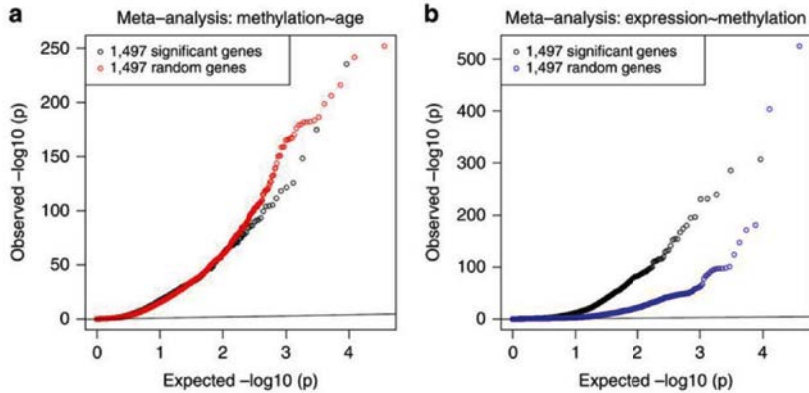 a
Meta−analysis: methylation~age
1,497 significant genes
1,497 random genes
250
200
150
100
50
0
Observed −log10 (p)
0 1 2 3 4
Expected −log10 (p)
b
Meta−analysis: expression~methylation
1,497 significant genes
1,497 random genes
500
400
300
200
100
0
Observed −log10 (p)
0 1 2 3 4
Expected −log10 (p)